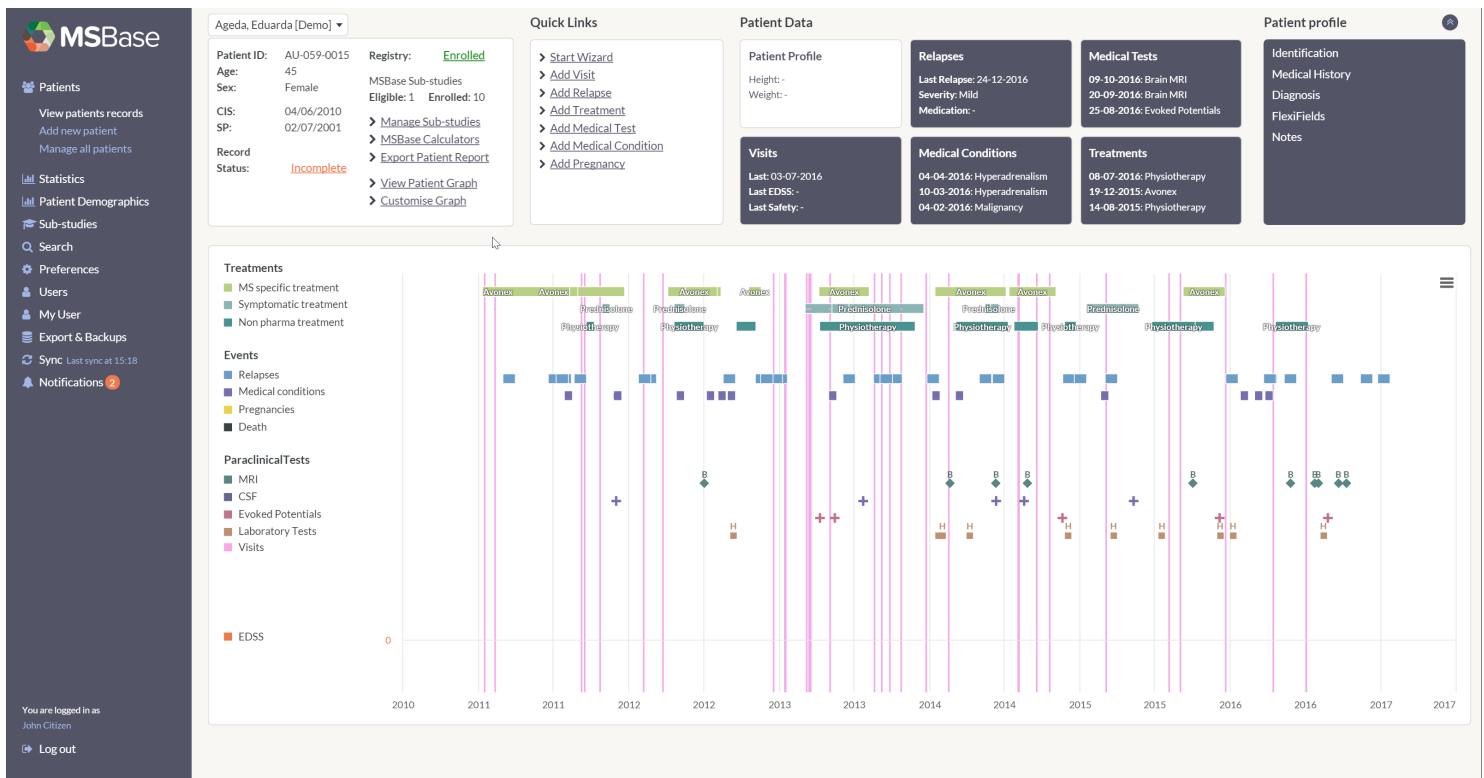 MSBase
Patients
View patients records
Add new patient
Manage all patients
Statistics
Patient Demographics
Sub-studies
Search
Preferences
Users
My User
Export & Backups
Sync Last sync at 15:18
Notifications 2
You are logged in as
John Citizen
Log out
Ageda, Eduarda [Demo]
Patient ID: AU-059-0015
Age: 45
Sex: Female
CIS: 04/06/2010
SP: 02/07/2001
Record
Status: Incomplete
Registry: Enrolled
MSBase Sub-studies
Eligible: 1 Enrolled: 10
Manage Sub-studies
MSBase Calculators
Export Patient Report
View Patient Graph
Customise Graph
Quick Links
Start Wizard
Add Visit
Add Relapse
Add Treatment
Add Medical Test
Add Medical Condition
Add Pregnancy
Patient Data
Patient Profile
Height: -
Weight: -
Relapses
Last Relapse: 24-12-2016
Severity: Mild
Medication: -
Medical Tests
09-10-2016: Brain MRI
20-09-2016: Brain MRI
25-08-2016: Evoked Potentials
Visits
Last: 03-07-2016
Last EDSS: -
Last Safety: -
Medical Conditions
04-04-2016: Hyperadrenalism
10-03-2016: Hyperadrenalism
04-02-2016: Malignancy
Treatments
08-07-2016: Physiotherapy
19-12-2015: Avonex
14-08-2015: Physiotherapy
Patient profile
Identification
Medical History
Diagnosis
FlexiFields
Notes
Treatments
MS specific treatment
Symptomatic treatment
Non pharma treatment
Events
Relapses
Medical conditions
Pregnancies
Death
ParaclinicalTests
MRI
CSF
Evoked Potentials
Laboratory Tests
Visits
EDSS
Avonex Avonex Avonex Avonex Avonex Avonex Avonex Avonex
Prednisolone Prednisolone Prednisolone Prednisolone Prednisolone
Physiotherapy Physiotherapy Physiotherapy Physiotherapy Physiotherapy Physiotherapy Physiotherapy
B B B B B B B B B B
H H H H H H H H H
0
2010 2011 2011 2012 2012 2013 2013 2014 2014 2015 2015 2016 2016 2017 2017